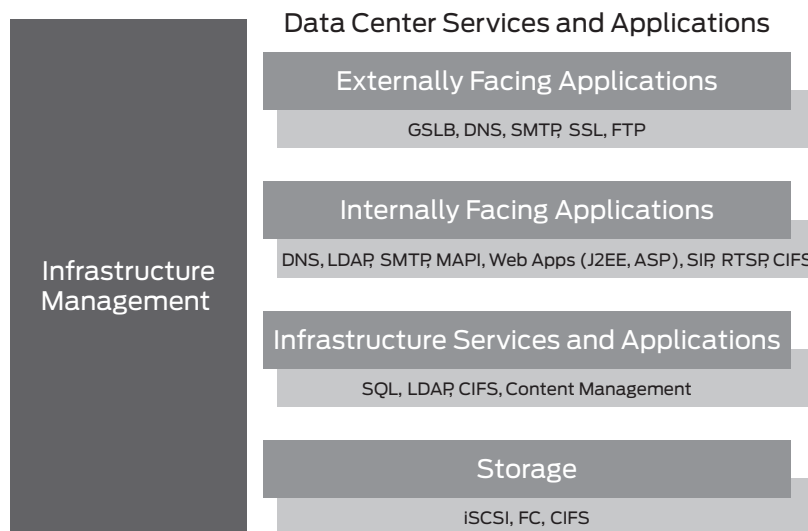 Data Center Services and Applications
Infrastructure
Management
Externally Facing Applications
GSLB, DNS, SMTP, SSL, FTP
Internally Facing Applications
DNS, LDAP, SMTP, MAPI, Web Apps (J2EE, ASP), SIP, RTSP, CIFS
Infrastructure Services and Applications
SQL, LDAP, CIFS, Content Management
Storage
iSCSI, FC, CIFS